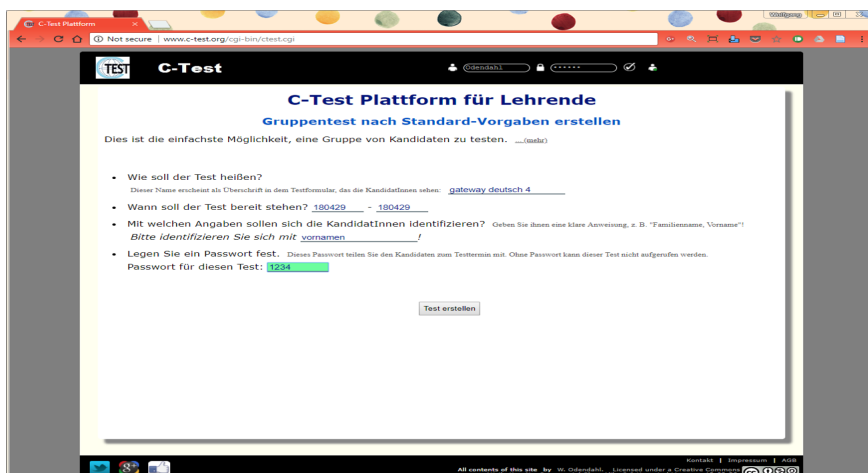 Wolfgang
C-Test Plattform
Not secure | www.c-test.org/cgi-bin/ctest.cgi
TEST C-Test Odendahl ······
C-Test Plattform für Lehrende
Gruppentest nach Standard-Vorgaben erstellen
Dies ist die einfachste Möglichkeit, eine Gruppe von Kandidaten zu testen. ... (mehr)
• Wie soll der Test heißen?
Dieser Name erscheint als Überschrift in dem Testformular, das die KandidatInnen sehen: gateway deutsch 4
• Wann soll der Test bereit stehen? 180429 - 180429
• Mit welchen Angaben sollen sich die KandidatInnen identifizieren? Geben Sie ihnen eine klare Anweisung, z. B. "Familienname, Vorname"!
Bitte identifizieren Sie sich mit vornamen !
• Legen Sie ein Passwort fest. Dieses Passwort teilen Sie den Kandidaten zum Testtermin mit. Ohne Passwort kann dieser Test nicht aufgerufen werden.
Passwort für diesen Test: 1234
Test erstellen
Kontakt | Impressum | AGB
All contents of this site by W. Odendahl. Licensed under a Creative Commons